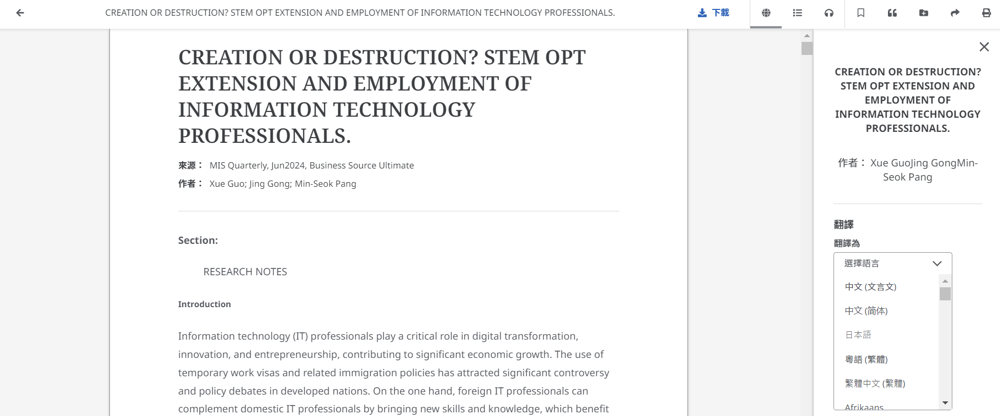 CREATION OR DESTRUCTION? STEM OPT EXTENSION AND EMPLOYMENT OF INFORMATION TECHNOLOGY PROFESSIONALS.
下載
CREATION OR DESTRUCTION? STEM OPT
EXTENSION AND EMPLOYMENT OF
INFORMATION TECHNOLOGY
PROFESSIONALS.
來源： MIS Quarterly, Jun2024, Business Source Ultimate
作者： Xue Guo; Jing Gong; Min-Seok Pang
Section:
RESEARCH NOTES
Introduction
Information technology (IT) professionals play a critical role in digital transformation,
innovation, and entrepreneurship, contributing to significant economic growth. The use of
temporary work visas and related immigration policies has attracted significant controversy
and policy debates in developed nations. On the one hand, foreign IT professionals can
complement domestic IT professionals by bringing new skills and knowledge, which benefit
CREATION OR DESTRUCTION?
STEM OPT EXTENSION AND
EMPLOYMENT OF
INFORMATION TECHNOLOGY
PROFESSIONALS.
作者： Xue GuoJing GongMin-
Seok Pang
翻譯
翻譯為
選擇語言
中文 (文言文)
中文 (简体)
日本語
粵語 (繁體)
繁體中文 (繁體)
Afrikaans